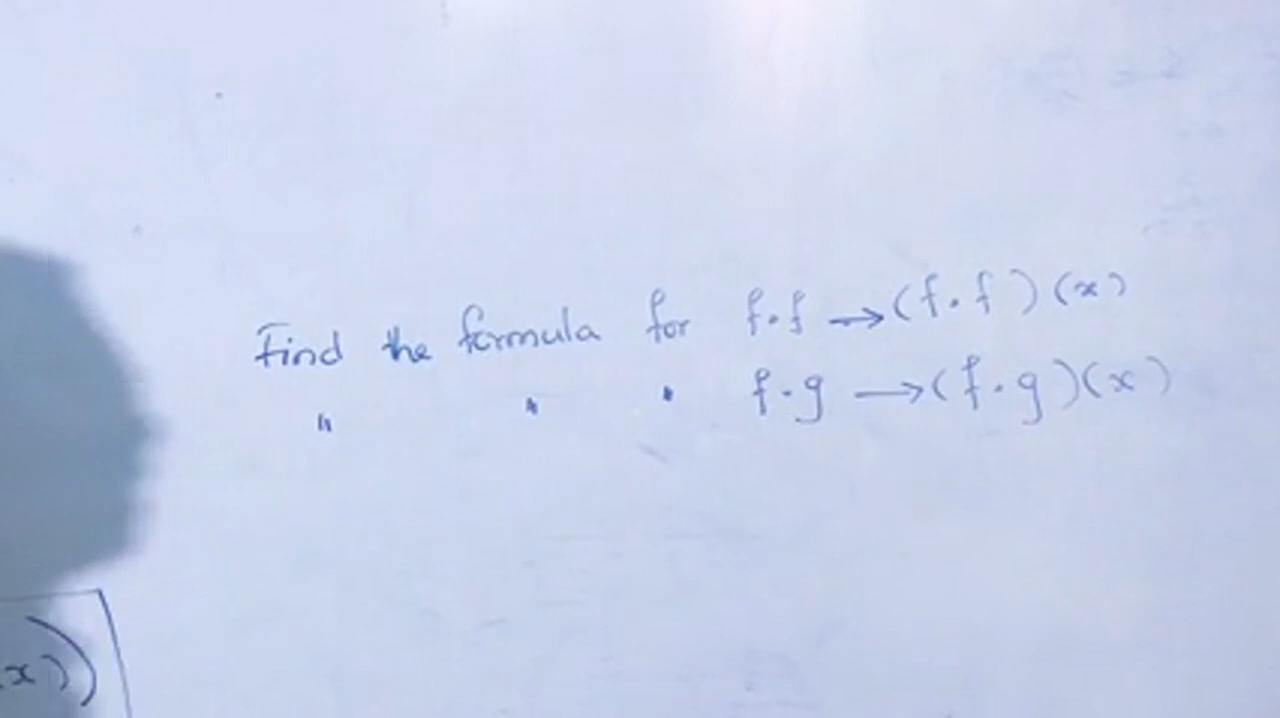 Find the formula for f.f → (f.f)(x)
" " " f.g → (f.g)(x)
x))